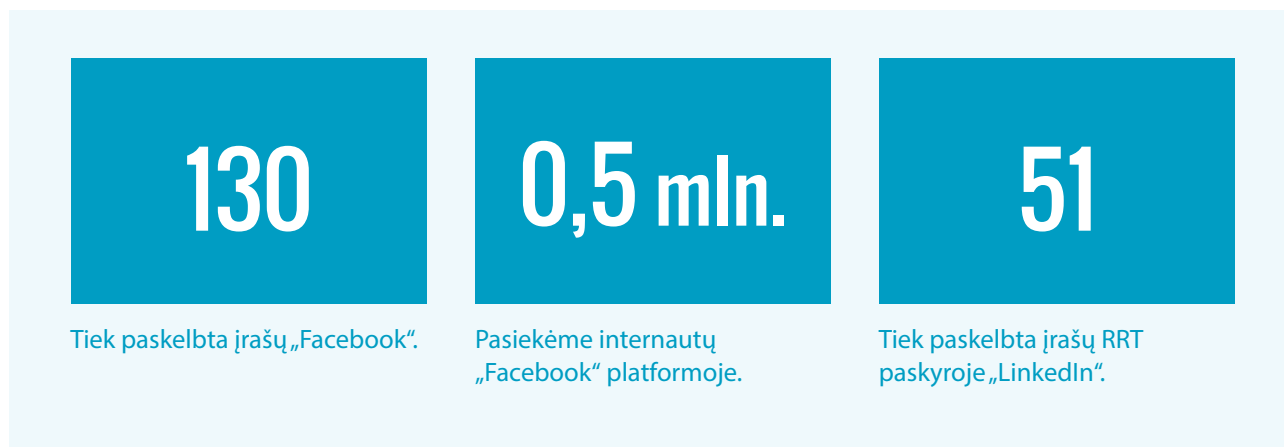 130
Tiek paskelbta įrašų „Facebook“.
0,5 mln.
Pasiekėme internautų
„Facebook“ platformoje.
51
Tiek paskelbta įrašų RRT
paskyroje „LinkedIn“.